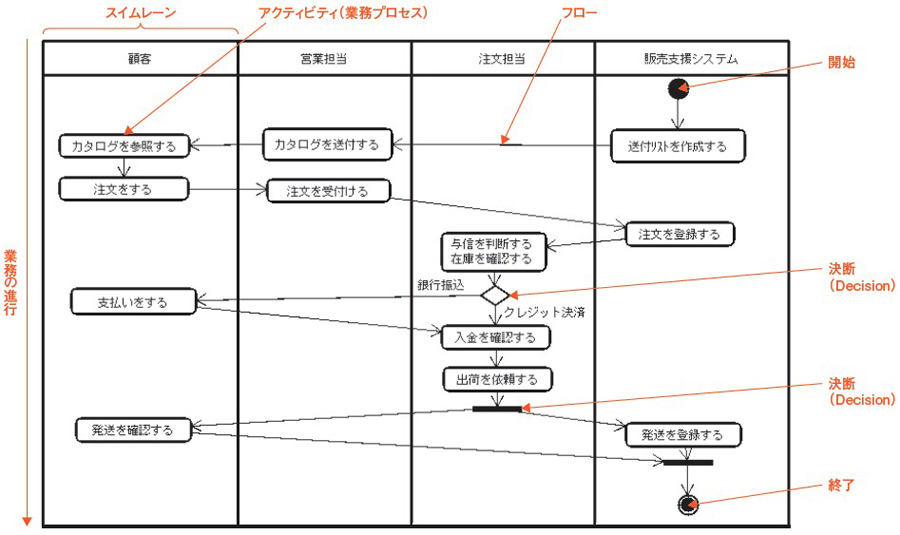 スイムレーン
アクティビティ（業務プロセス）
フロー
顧客
営業担当
注文担当
販売支援システム
開始
カタログを参照する
カタログを送付する
送付リストを作成する
注文をする
注文を受付ける
注文を登録する
与信を判断する
在庫を確認する
業務の進行
決断
（Decision）
銀行振込
支払いをする
クレジット決済
入金を確認する
出荷を依頼する
決断
（Decision）
発送を確認する
発送を登録する
終了